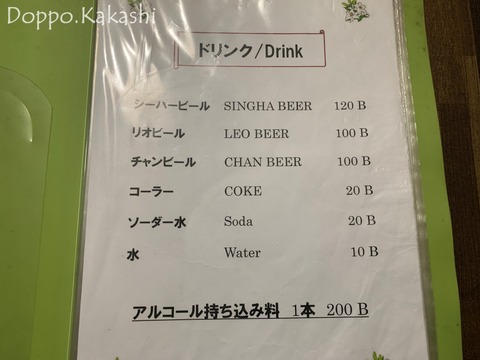 Doppo.Kakashi
ドリンク/Drink
シーハービール SINGHA BEER 120 B
リオビール LEO BEER 100 B
チャンビール CHAN BEER 100 B
コーラー COKE 20 B
ソーダー水 Soda 20 B
水 Water 10 B
アルコール持ち込み料 1本 200 B